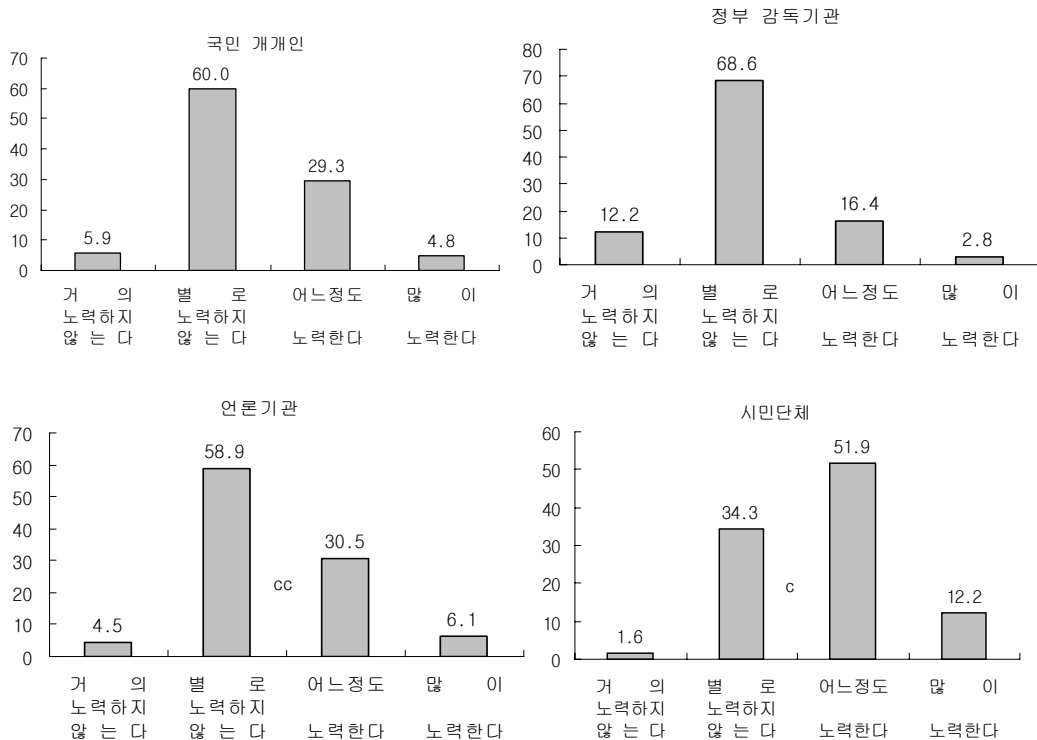 국민 개개인
70
60
50
40
30
20
10
0
5.9
60.0
29.3
4.8
거 의 노력하지 않 는 다
별 로 노력하지 않 는 다
어느정도 노력한다
많 이 노력한다
정부 감독기관
80
70
60
50
40
30
20
10
0
12.2
68.6
16.4
2.8
거 의 노력하지 않 는 다
별 로 노력하지 않 는 다
어느정도 노력한다
많 이 노력한다
언론기관
70
60
50
40
30
20
10
0
4.5
58.9
cc
30.5
6.1
거 의 노력하지 않 는 다
별 로 노력하지 않 는 다
어느정도 노력한다
많 이 노력한다
시민단체
60
50
40
30
20
10
0
1.6
34.3
c
51.9
12.2
거 의 노력하지 않 는 다
별 로 노력하지 않 는 다
어느정도 노력한다
많 이 노력한다